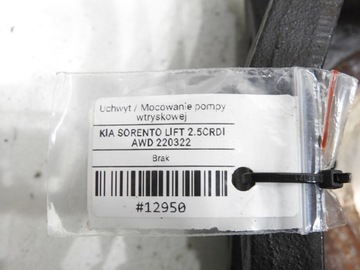 Uchwyt / Mocowanie pompy
wtryskowej
KIA SORENTO LIFT 2.5CRDI
AWD 220322
Brak
#12950